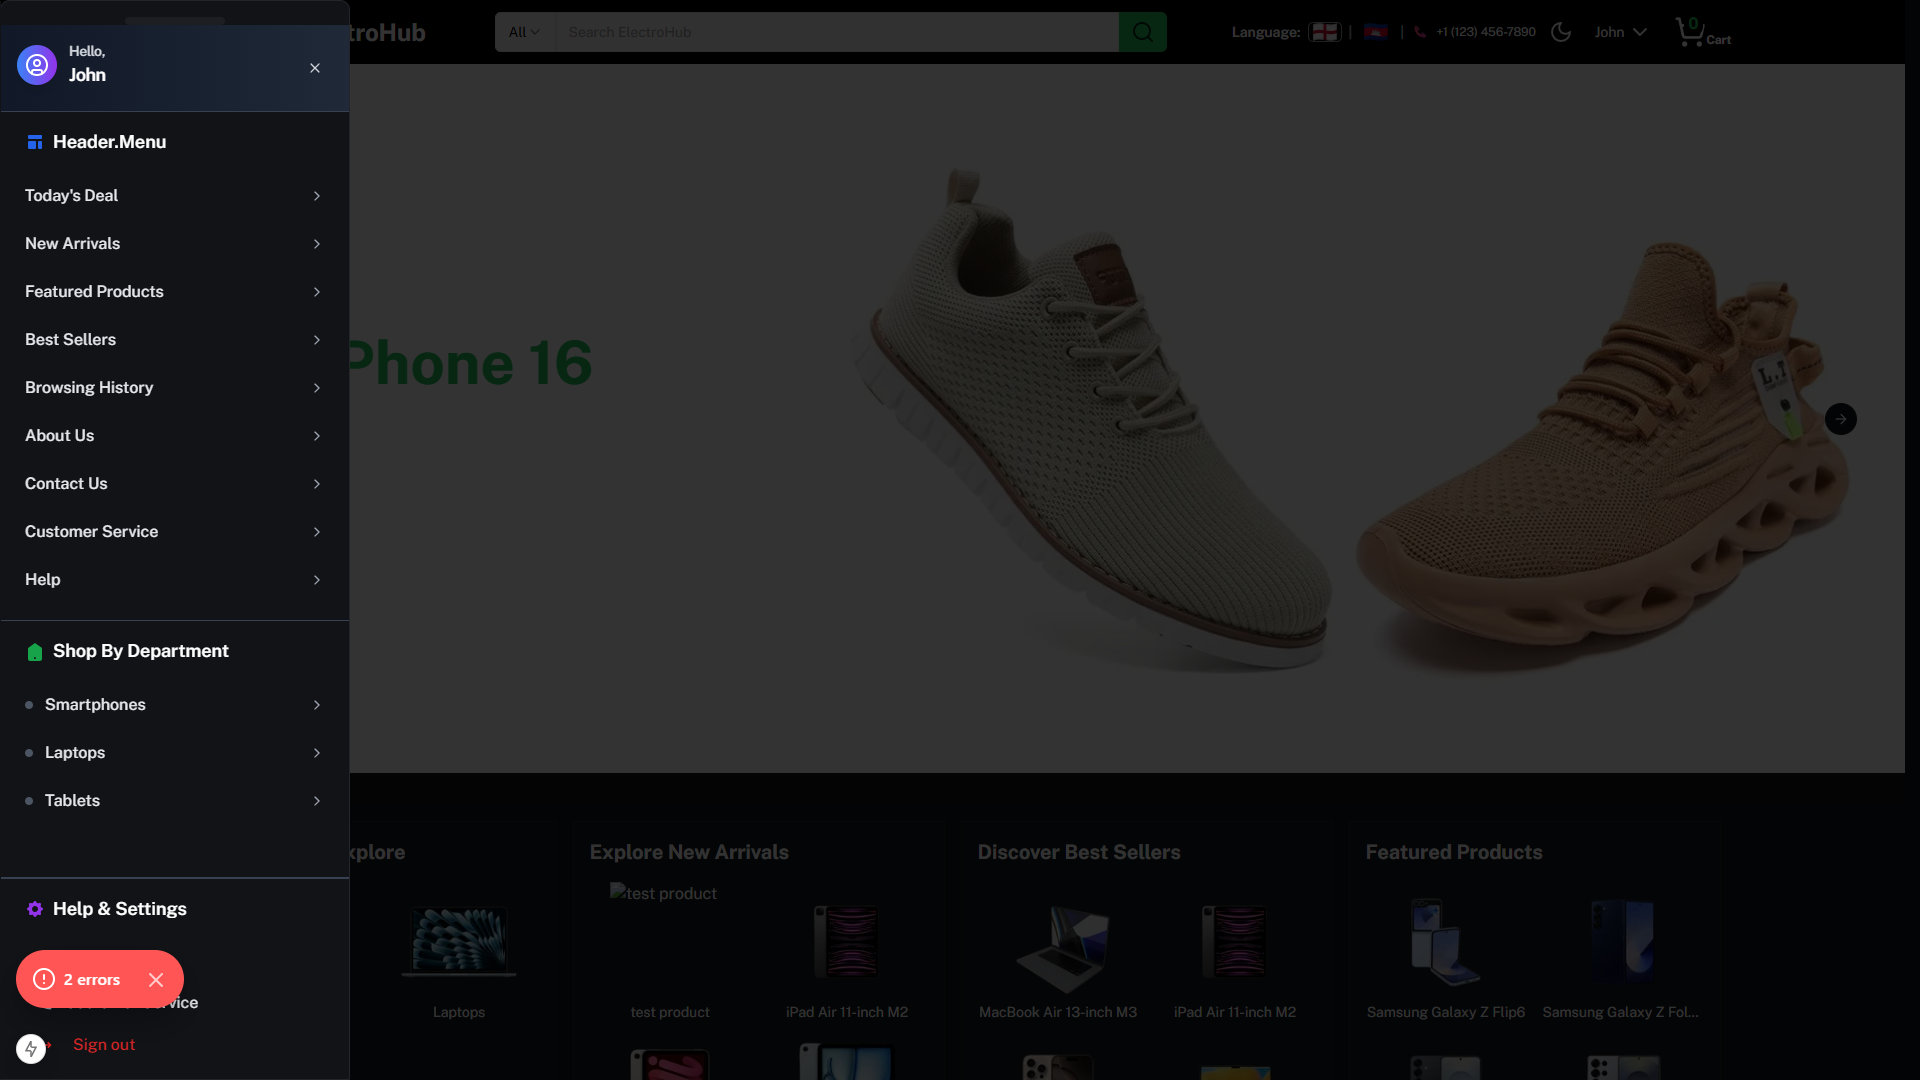 Hello,
John
Header.Menu
Today's Deal
New Arrivals
Featured Products
Best Sellers
Browsing History
About Us
Contact Us
Customer Service
Help
Shop By Department
Smartphones
Laptops
Tablets
Help & Settings
2 errors
Sign out
troHub
All
Search ElectroHub
Language: | | +1 (123) 456-7890
John
0
Cart
Phone 16
L.I
xplore
Laptops
Explore New Arrivals
test product
test product
iPad Air 11-inch M2
Discover Best Sellers
MacBook Air 13-inch M3
iPad Air 11-inch M2
Featured Products
Samsung Galaxy Z Flip6
Samsung Galaxy Z Fol...